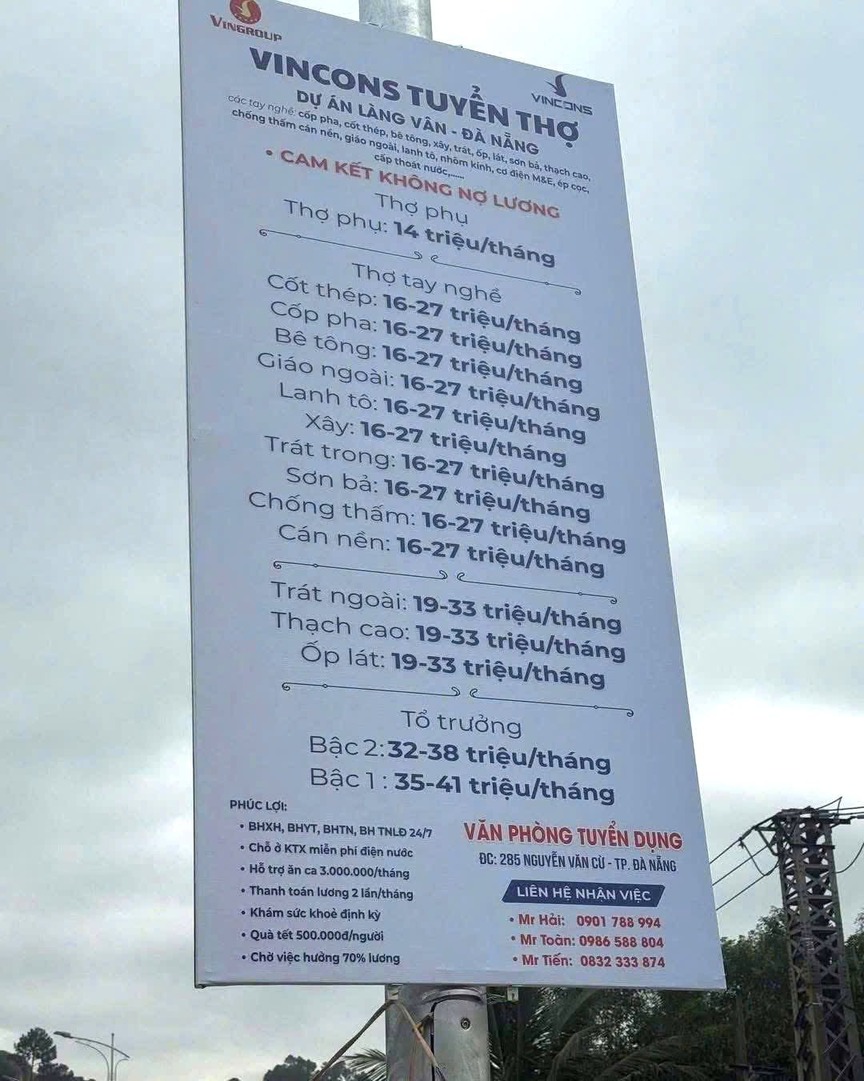 VINGROUP
VINCONS
VINCONS TUYỂN THỢ
DỰ ÁN LÀNG VÂN - ĐÀ NẴNG
các tay nghề: cốp pha, cốt thép, bê tông, xây, trát, ốp, lát, sơn bả, thạch cao,
chống thấm cán nền, giáo ngoài, lanh tô, nhôm kính, cơ điện M&E, ép cọc,
cấp thoát nước,......
• CAM KẾT KHÔNG NỢ LƯƠNG
Thợ phụ
Thợ phụ: 14 triệu/tháng
Thợ tay nghề
Cốt thép: 16-27 triệu/tháng
Cốp pha: 16-27 triệu/tháng
Bê tông: 16-27 triệu/tháng
Giáo ngoài: 16-27 triệu/tháng
Lanh tô: 16-27 triệu/tháng
Xây: 16-27 triệu/tháng
Trát trong: 16-27 triệu/tháng
Sơn bả: 16-27 triệu/tháng
Chống thấm: 16-27 triệu/tháng
Cán nền: 16-27 triệu/tháng
Trát ngoài: 19-33 triệu/tháng
Thạch cao: 19-33 triệu/tháng
Ốp lát: 19-33 triệu/tháng
Tổ trưởng
Bậc 2: 32-38 triệu/tháng
Bậc 1 : 35-41 triệu/tháng
PHÚC LỢI:
• BHXH, BHYT, BHTN, BH TNLĐ 24/7
• Chỗ ở KTX miễn phí điện nước
• Hỗ trợ ăn ca 3.000.000/tháng
• Thanh toán lương 2 lần/tháng
• Khám sức khoẻ định kỳ
• Quà tết 500.000đ/người
• Chờ việc hưởng 70% lương
VĂN PHÒNG TUYỂN DỤNG
ĐC: 285 NGUYỄN VĂN CỪ - TP. ĐÀ NẴNG
LIÊN HỆ NHÂN VIỆC
• Mr Hải: 0901 788 994
• Mr Toàn: 0986 588 804
• Mr Tiến: 0832 333 874